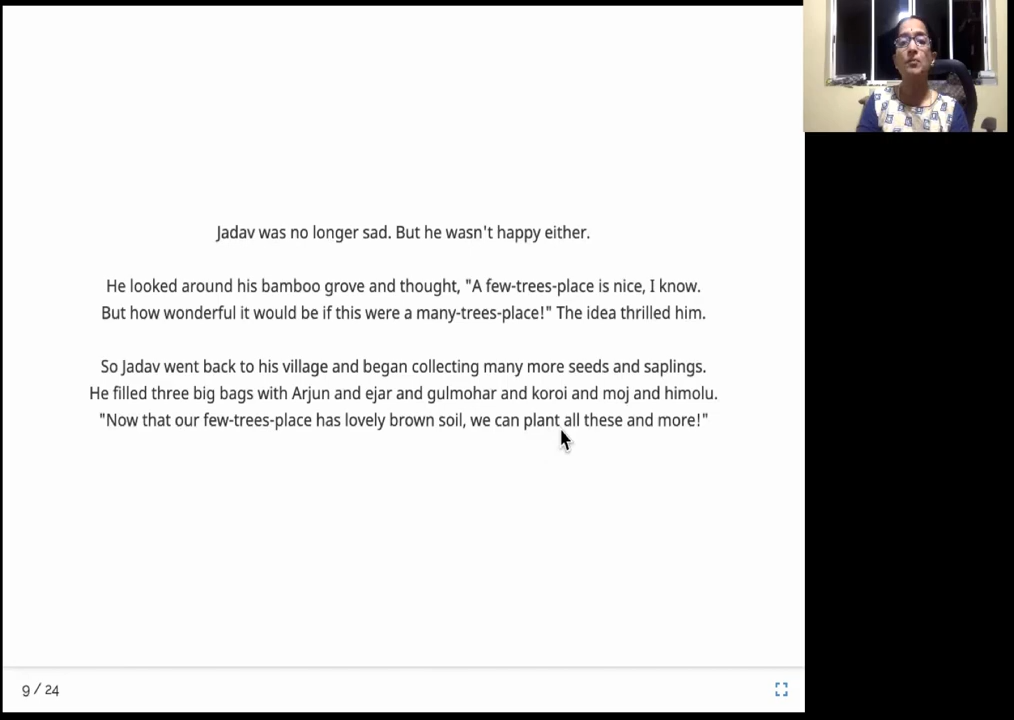 Jadav was no longer sad. But he wasn't happy either.
He looked around his bamboo grove and thought, "A few-trees-place is nice, I know.
But how wonderful it would be if this were a many-trees-place!" The idea thrilled him.
So Jadav went back to his village and began collecting many more seeds and saplings.
He filled three big bags with Arjun and ejar and gulmohar and koroi and moj and himolu.
"Now that our few-trees-place has lovely brown soil, we can plant all these and more!"
9 / 24